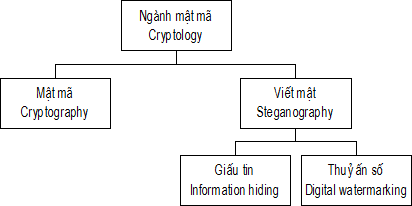 Ngành mật mã
Cryptology
Mật mã
Cryptography
Viết mật
Steganography
Giấu tin
Information hiding
Thuỷ ấn số
Digital watermarking